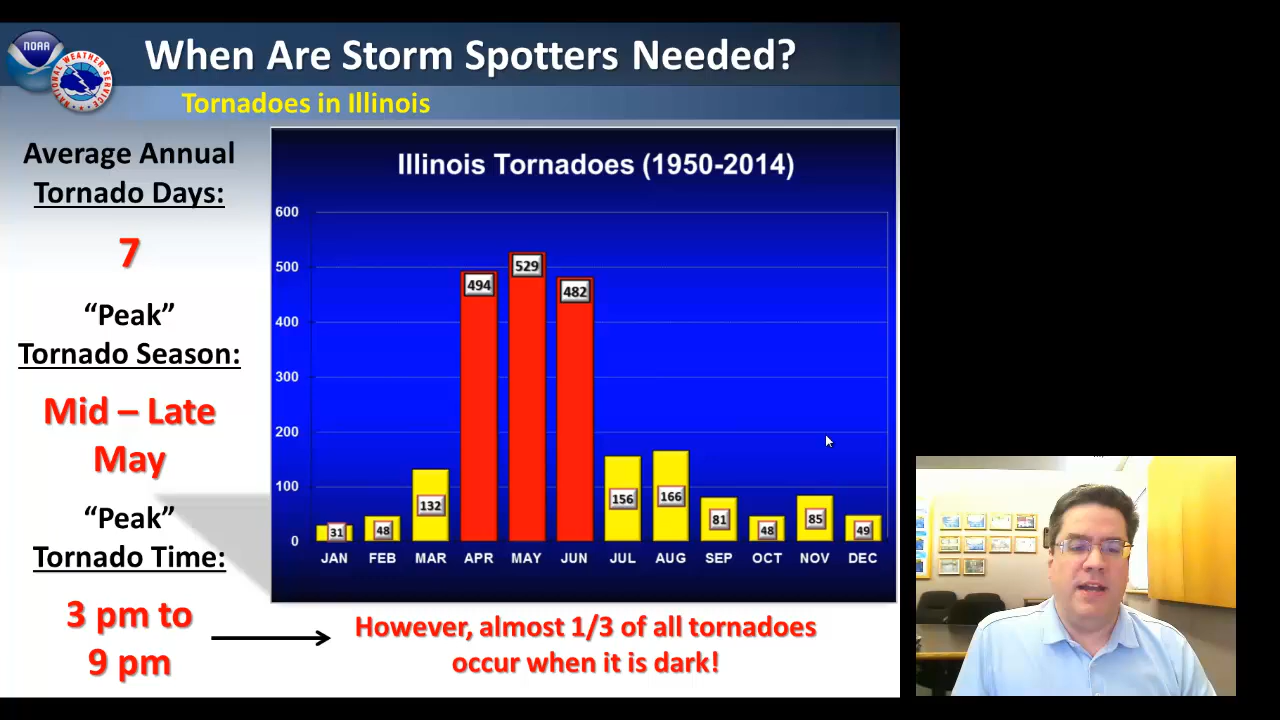 NOAA
NATIONAL WEATHER SERVICE
When Are Storm Spotters Needed?
Tornadoes in Illinois
Average Annual
Tornado Days:
7
“Peak”
Tornado Season:
Mid – Late
May
“Peak”
Tornado Time:
3 pm to
9 pm
Illinois Tornadoes (1950-2014)
600
500
400
300
200
100
0
31
48
132
494
529
482
156
166
81
48
85
49
JAN FEB MAR APR MAY JUN JUL AUG SEP OCT NOV DEC
However, almost 1/3 of all tornadoes
occur when it is dark!